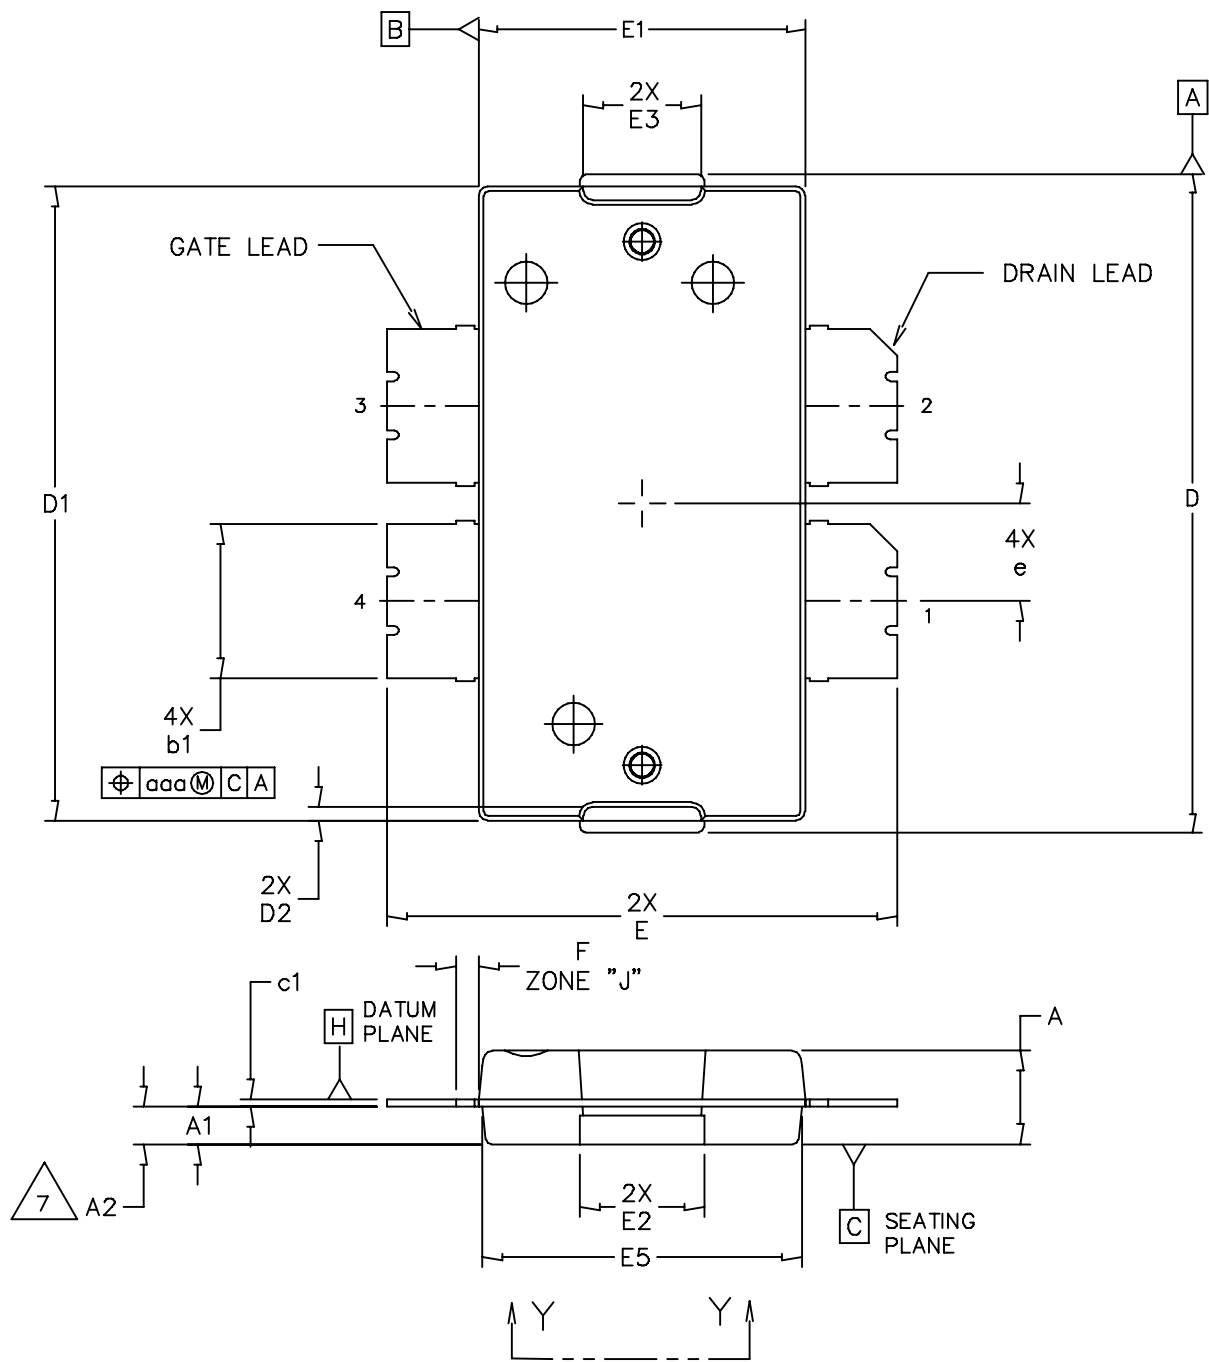 B
E1
2X
E3
A
GATE LEAD
DRAIN LEAD
3
2
D1
D
4X
e
4
1
4X
b1
⌖ aaa Ⓜ C A
2X
D2
2X
E
F
ZONE "J"
c1
H
DATUM
PLANE
A
A1
7
A2
2X
E2
C
SEATING
PLANE
E5
Y
Y